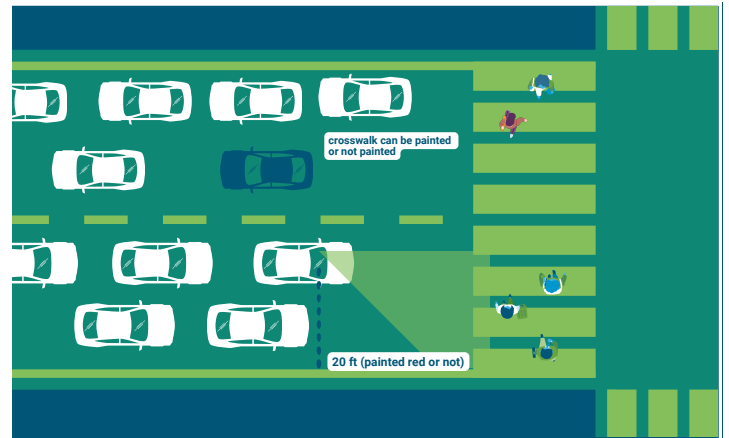 crosswalk can be painted
or not painted
20 ft (painted red or not)